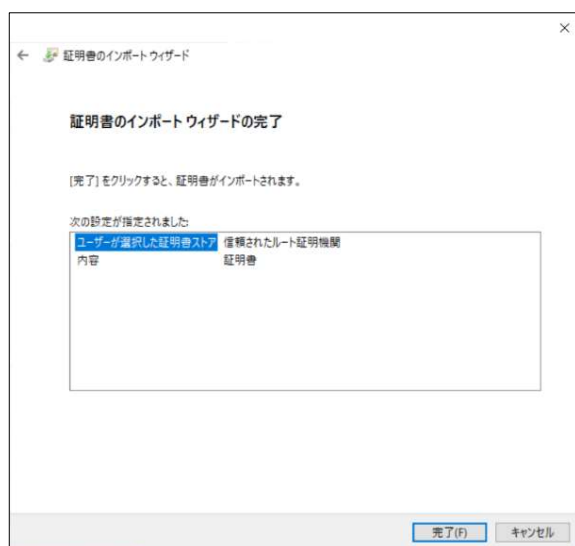 証明書のインポート ウィザード
証明書のインポート ウィザードの完了
[完了] をクリックすると、証明書がインポートされます。
次の設定が指定されました:
ユーザーが選択した証明書ストア 信頼されたルート証明機関
内容 証明書
完了(F) キャンセル